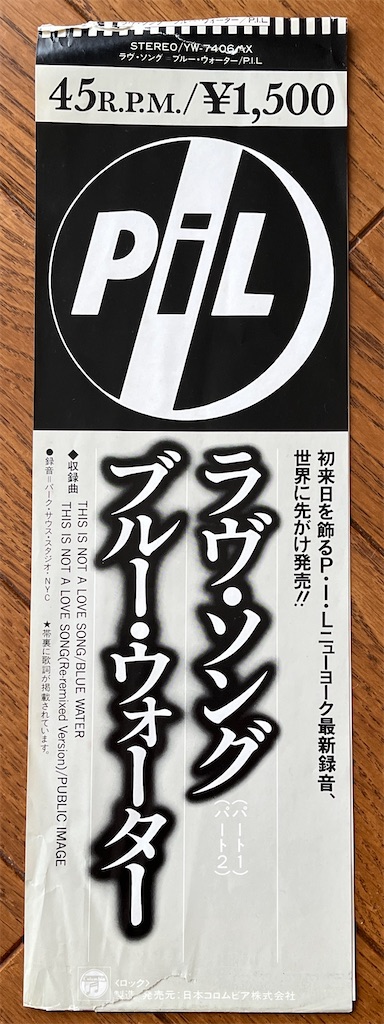 STEREO/YW-7406-AX
ラヴ・ソング ブルー・ウォーター/P.I.L
45R.P.M./¥1,500
PiL
初来日を飾るP・I・Lニューヨーク最新録音、
世界に先がけ発売!!
ラヴ・ソング(パート1)(パート2)
ブルー・ウォーター
◆収録曲
THIS IS NOT A LOVE SONG/BLUE WATER
THIS IS NOT A LOVE SONG(Re-remixed Version)/PUBLIC IMAGE
●録音=パーク・サウス・スタジオ・NYC
★帯裏に歌詞が掲載されています。
〈ロック〉
製造 発売元:日本コロムビア株式会社